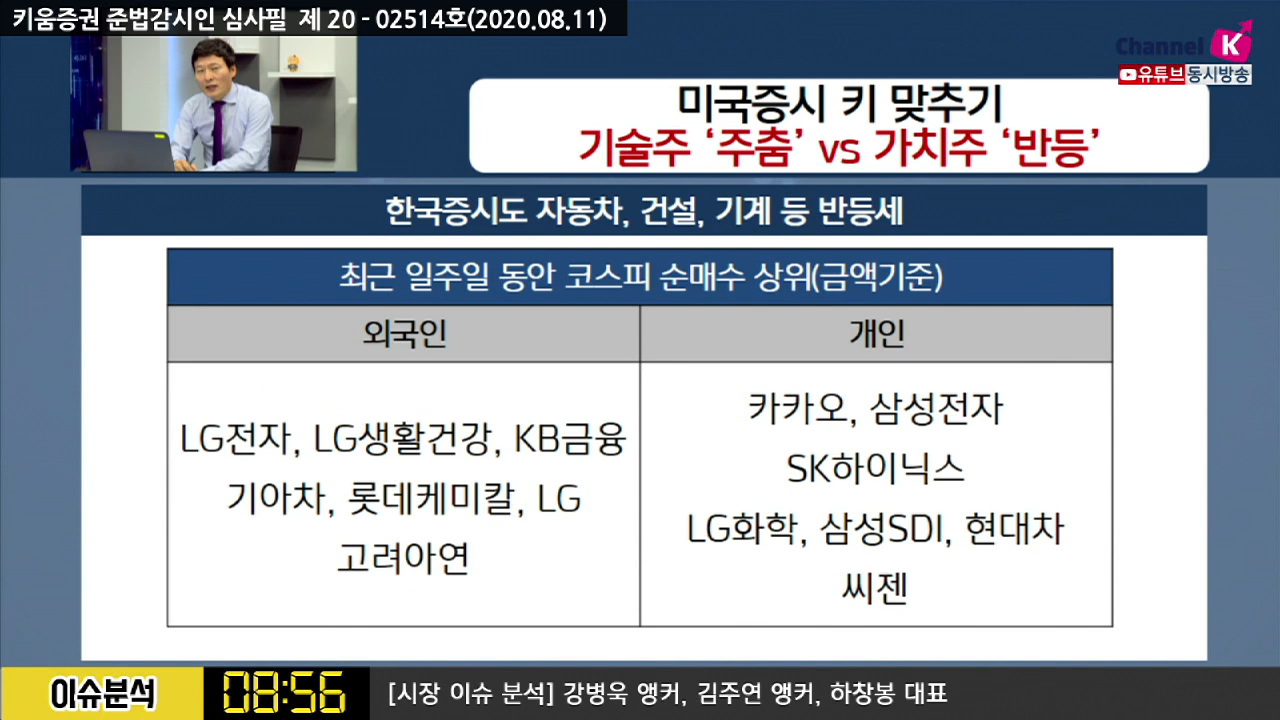 키움증권 준법감시인 심사필 제 20 - 02514호(2020.08.11)
Channel K
유튜브동시방송
미국증시 키 맞추기
기술주 ‘주춤’ vs 가치주 ‘반등’
한국증시도 자동차, 건설, 기계 등 반등세
최근 일주일 동안 코스피 순매수 상위(금액기준)
외국인
개인
LG전자, LG생활건강, KB금융
기아차, 롯데케미칼, LG
고려아연
카카오, 삼성전자
SK하이닉스
LG화학, 삼성SDI, 현대차
씨젠
이슈분석
08:56
[시장 이슈 분석] 강병욱 앵커, 김주연 앵커, 하창봉 대표